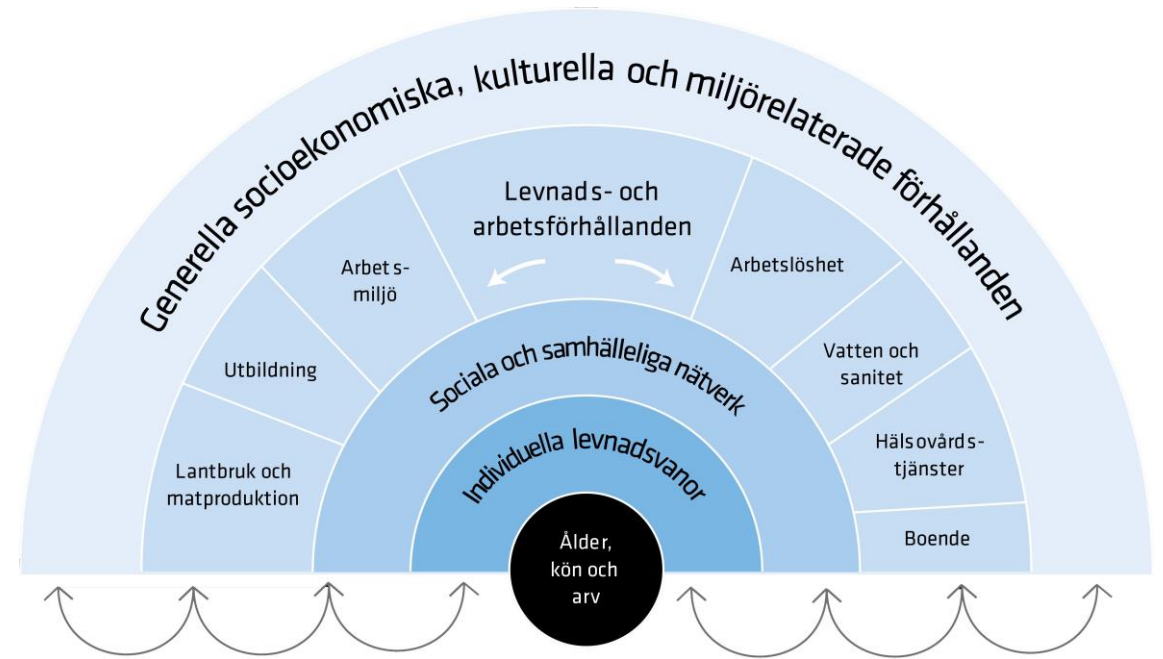 Generella socioekonomiska, kulturella och miljörelaterade förhållanden
Levnads- och
arbetsförhållanden
Arbets-
miljö
Arbetslöshet
Utbildning
Vatten och
sanitet
Lantbruk och
matproduktion
Hälsovårds-
tjänster
Boende
Sociala och samhälleliga nätverk
Individuella levnadsvanor
Ålder,
kön och
arv